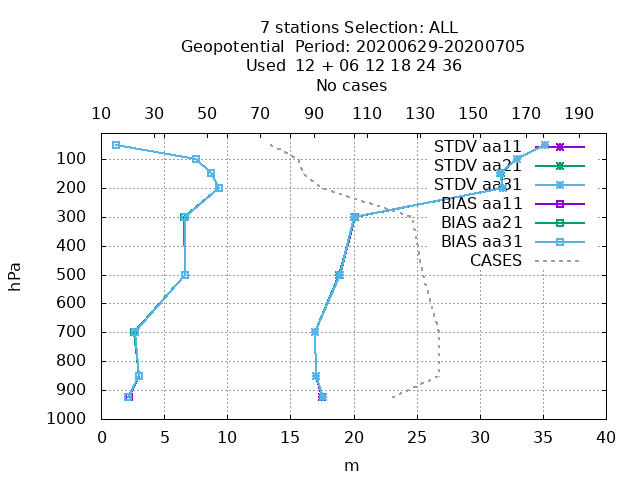 7 stations Selection: ALL
Geopotential  Period: 20200629-20200705
Used  12 + 06 12 18 24 36
No cases
10 30 50 70 90 110 130 150 170 190
STDV aa11
100
STDV aa21
STDV aa31
200
BIAS aa11
300
BIAS aa21
400
BIAS aa31
CASES
500
hPa
600
700
800
900
1000
0 5 10 15 20 25 30 35 40
m